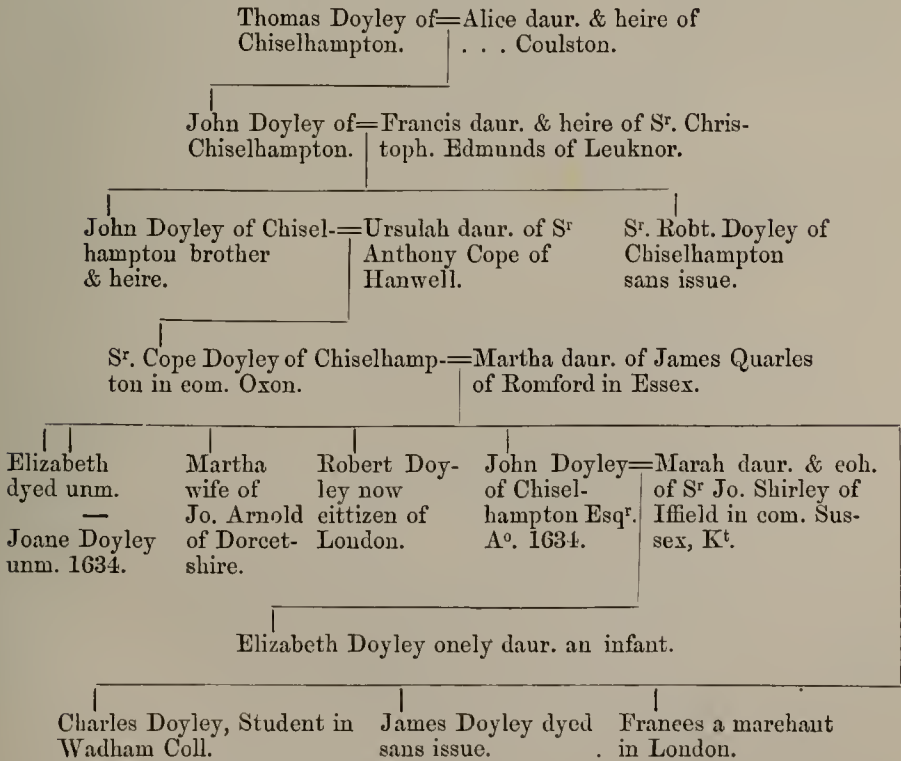 Thomas Doyley of=Alice daur. & heire of
Chiselhampton. . . . Coulston.
John Doyley of=Francis daur. & heire of Sʳ. Chris-
Chiselhampton. toph. Edmunds of Leuknor.
John Doyley of Chisel-=Ursulah daur. of Sʳ
hamptou brother Anthony Cope of
& heire. Hanwell.
Sʳ. Robt. Doyley of
Chiselhampton
sans issue.
Sʳ. Cope Doyley of Chiselhamp-=Martha daur. of James Quarles
ton in com. Oxon. of Romford in Essex.
Elizabeth
dyed unm.
—
Joane Doyley
unm. 1634.
Martha
wife of
Jo. Arnold
of Dorcet-
shire.
Robert Doy-
ley now
cittizen of
London.
John Doyley=Marah daur. & coh.
of Chisel- of Sʳ Jo. Shirley of
hampton Esqʳ. Iffield in com. Sus-
Aᵒ. 1634. sex, Kᵗ.
Elizabeth Doyley onely daur. an infant.
Charles Doyley, Student in
Wadham Coll.
James Doyley dyed
sans issue.
Frances a marchant
in London.